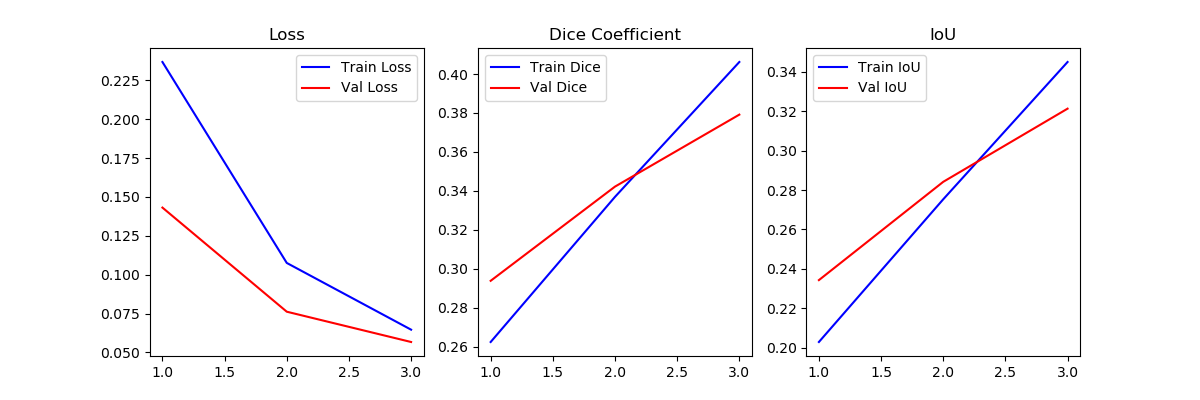 Loss
Train Loss
Val Loss
0.225
0.200
0.175
0.150
0.125
0.100
0.075
0.050
1.0 1.5 2.0 2.5 3.0
Dice Coefficient
Train Dice
Val Dice
0.40
0.38
0.36
0.34
0.32
0.30
0.28
0.26
1.0 1.5 2.0 2.5 3.0
IoU
Train IoU
Val IoU
0.34
0.32
0.30
0.28
0.26
0.24
0.22
0.20
1.0 1.5 2.0 2.5 3.0